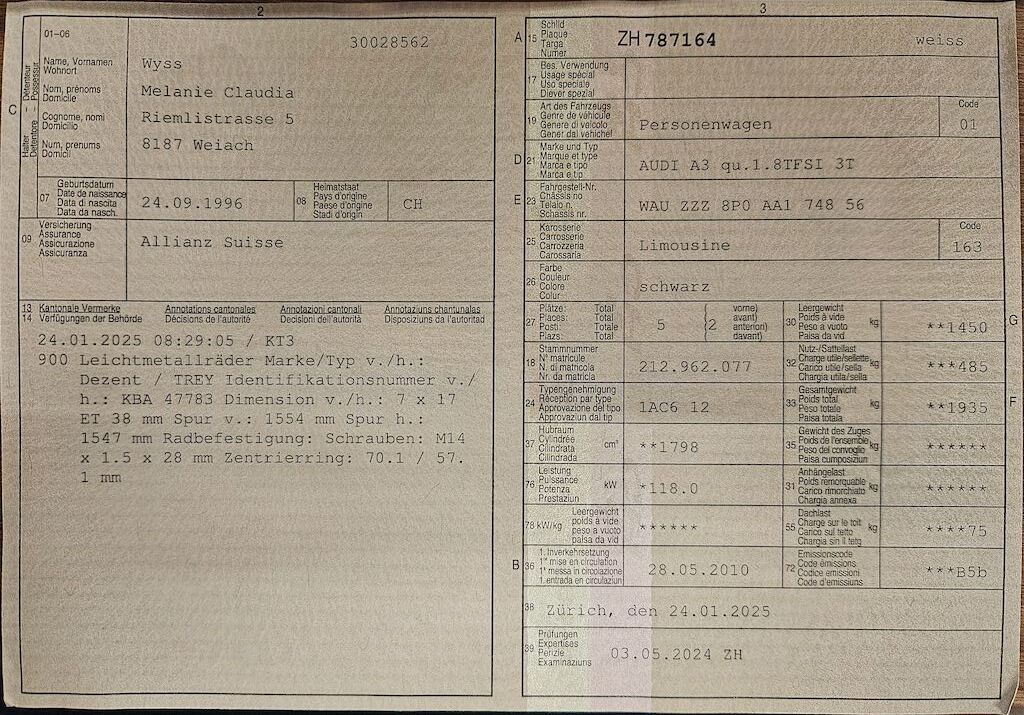 2
01-06
30028562
C
Halter Détenteur
Detentore Possessur
Name, Vornamen
Wohnort
Nom, prénoms
Domicile
Cognome, nomi
Domicilio
Num, prenums
Domicil
Wyss
Melanie Claudia
Riemlistrasse 5
8187 Weiach
07
Geburtsdatum
Date de naissance
Data di nascita
Data da nasch.
24.09.1996
08
Heimatstaat
Pays d'origine
Paese d'origine
Stadi d'origin
CH
09
Versicherung
Assurance
Assicurazione
Assicuranza
Allianz Suisse
13 Kantonale Vermerke Annotations cantonales Annotazioni cantonali Annotaziuns chantunalas
14 Verfügungen der Behörde Décisions de l'autorité Decisioni dell'autorità Disposiziuns da l'autoritad
24.01.2025 08:29:05 / KT3
900 Leichtmetallräder Marke/Typ v./h.:
Dezent / TREY Identifikationsnummer v./
h.: KBA 47783 Dimension v./h.: 7 x 17
ET 38 mm Spur v.: 1554 mm Spur h.:
1547 mm Radbefestigung: Schrauben: M14
x 1.5 x 28 mm Zentrierring: 70.1 / 57.
1 mm
3
A
15
Schild
Plaque
Targa
Numer
ZH 787164
weiss
17
Bes. Verwendung
Usage spécial
Uso speciale
Diever spezial
19
Art des Fahrzeugs
Genre de véhicule
Genere di veicolo
Gener dal vehichel
Personenwagen
Code
01
D
21
Marke und Typ
Marque et type
Marca e tipo
Marca e tip
AUDI A3 qu.1.8TFSI 3T
E
23
Fahrgestell-Nr.
Châssis no
Telaio n.
Schassis nr.
WAU ZZZ 8P0 AA1 748 56
25
Karosserie
Carrosserie
Carrozzeria
Carossaria
Limousine
Code
163
26
Farbe
Couleur
Colore
Colur
schwarz
27
Plätze: Total
Places: Total
Posti: Totale
Plazs: Totale
5
(2
vorne)
avant)
anteriori)
davant)
30
Leergewicht
Poids à vide
Peso a vuoto
Paisa da vid
kg
**1450
G
18
Stammnummer
N° matricule
N. di matricola
Nr. da matricla
212.962.077
32
Nutz-/Sattellast
Charge utile/sellette
Carico utile/sella
Chargia utila/sella
kg
***485
24
Typengenehmigung
Réception par type
Approvazione del tipo
Approvaziun dal tip
1AC6 12
33
Gesamtgewicht
Poids total
Peso totale
Paisa totala
kg
**1935
F
37
Hubraum
Cylindrée
Cilindrata
Cilindrada
cm³
**1798
35
Gewicht des Zuges
Poids de l'ensemble
Peso del convoglio
Paisa cumposiziun
kg
******
76
Leistung
Puissance
Potenza
Prestaziun
kW
*118.0
31
Anhängelast
Poids remorquable
Carico rimorchiato
Chargia annexa
kg
******
78 kW/kg
Leergewicht
poids à vide
peso a vuoto
paisa da vid
******
55
Dachlast
Charge sur le toit
Carico sul tetto
Chargia sin il tetg
kg
****75
B
36
1. Inverkehrsetzung
1re mise en circulation
1a messa in circolazione
1. entrada en circulaziun
28.05.2010
72
Emissionscode
Code émissions
Codice emissioni
Code d'emissiuns
***B5b
38
Zürich, den 24.01.2025
39
Prüfungen
Expertises
Perizie
Examinaziuns
03.05.2024 ZH